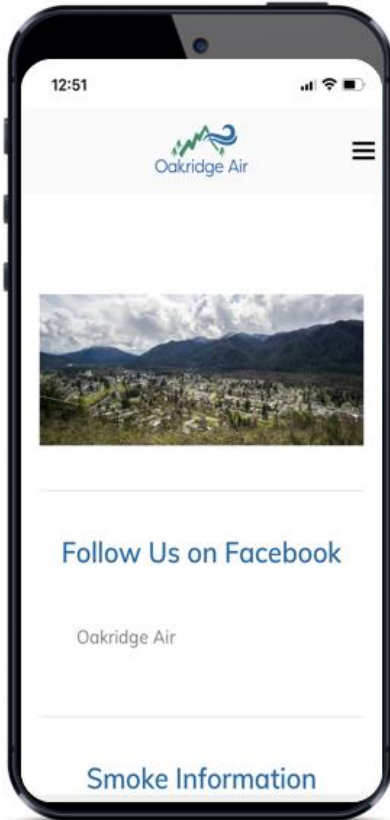 12:51
Oakridge Air
Follow Us on Facebook
Oakridge Air
Smoke Information